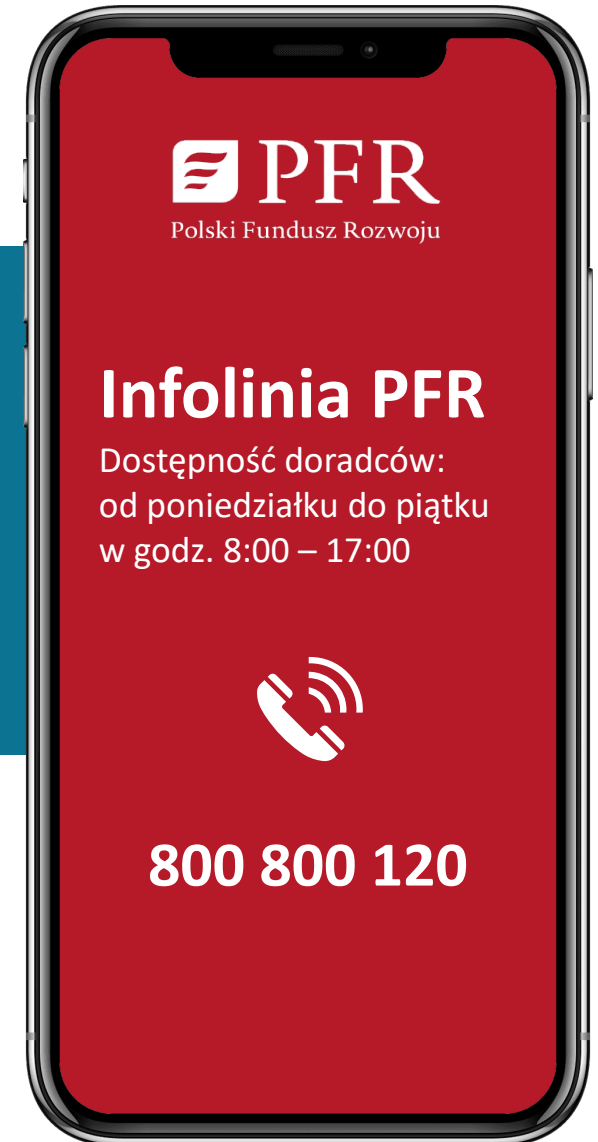 PFR
Polski Fundusz Rozwoju
Infolinia PFR
Dostępność doradców:
od poniedziałku do piątku
w godz. 8:00 – 17:00
800 800 120